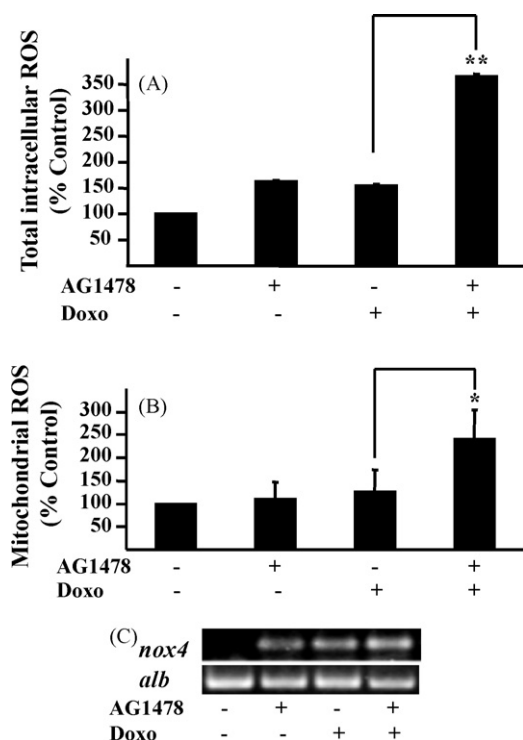 (A)
Total intracellular ROS
(% Control)
350
300
250
200
150
100
50
**
AG1478 - + - +
Doxo - - + +
(B)
Mitochondrial ROS
(% Control)
300
250
200
150
100
50
*
AG1478 - + - +
Doxo - - + +
(C)
nox4
alb
AG1478 - + - +
Doxo - - + +